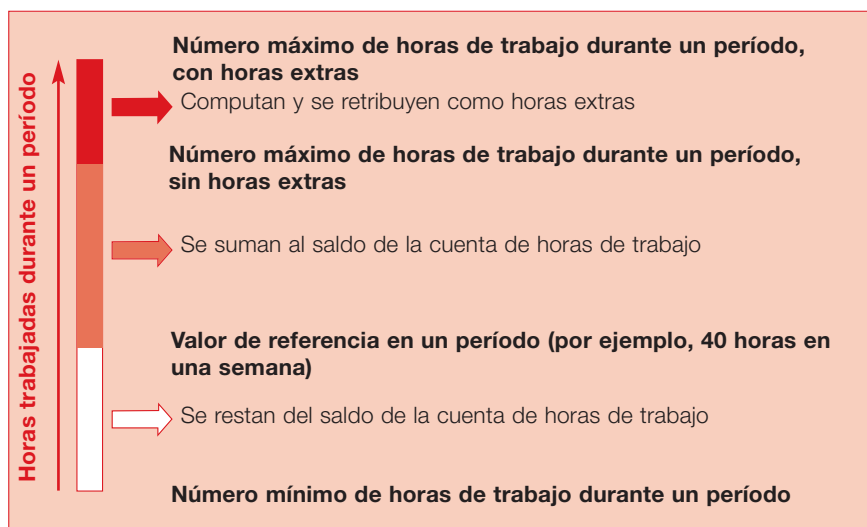 Horas trabajadas durante un período
Número máximo de horas de trabajo durante un período,
con horas extras
Computan y se retribuyen como horas extras
Número máximo de horas de trabajo durante un período,
sin horas extras
Se suman al saldo de la cuenta de horas de trabajo
Valor de referencia en un período (por ejemplo, 40 horas en
una semana)
Se restan del saldo de la cuenta de horas de trabajo
Número mínimo de horas de trabajo durante un período